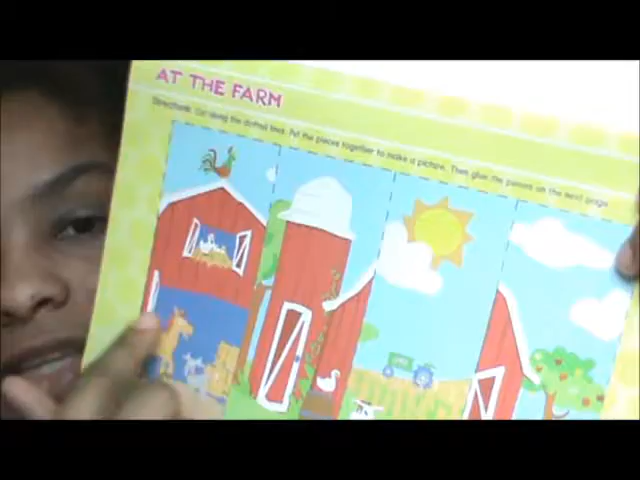 AT THE FARM
Directions: Cut along the dotted lines. Put the pieces together to make a picture. Then glue the pieces on the next page.